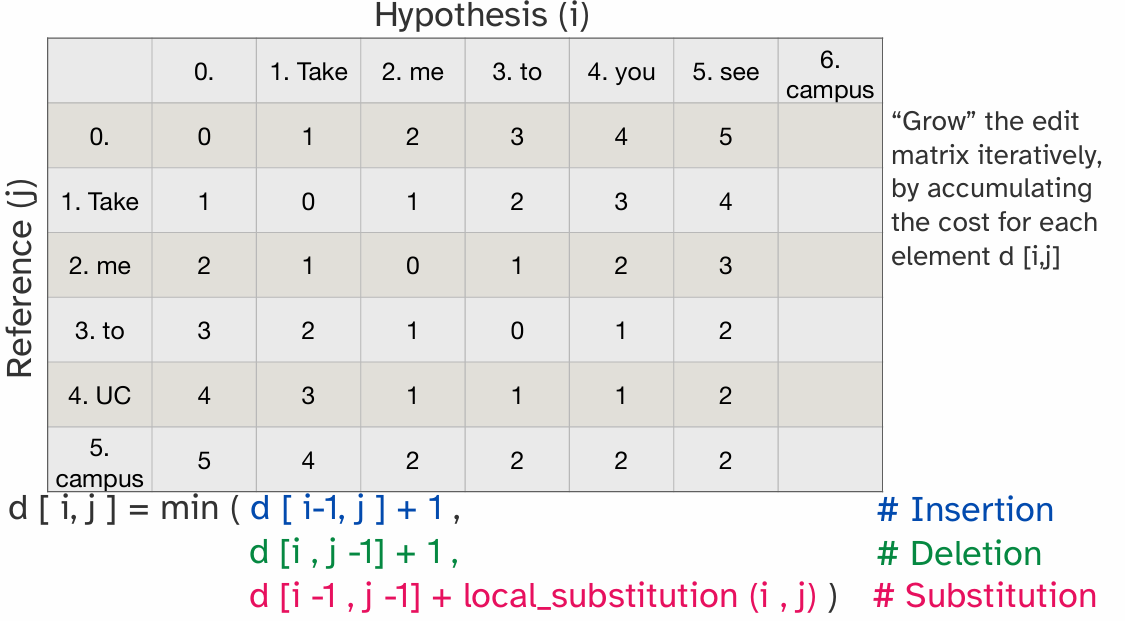 Hypothesis (i)
0. 1. Take 2. me 3. to 4. you 5. see 6. campus
0. 0 1 2 3 4 5
1. Take 1 0 1 2 3 4
2. me 2 1 0 1 2 3
3. to 3 2 1 0 1 2
4. UC 4 3 1 1 1 2
5. campus 5 4 2 2 2 2
Reference (j)
“Grow” the edit
matrix iteratively,
by accumulating
the cost for each
element d [i,j]
d [ i, j ] = min ( d [ i-1, j ] + 1 , # Insertion
d [i , j -1] + 1 , # Deletion
d [i -1 , j -1] + local_substitution (i , j) ) # Substitution